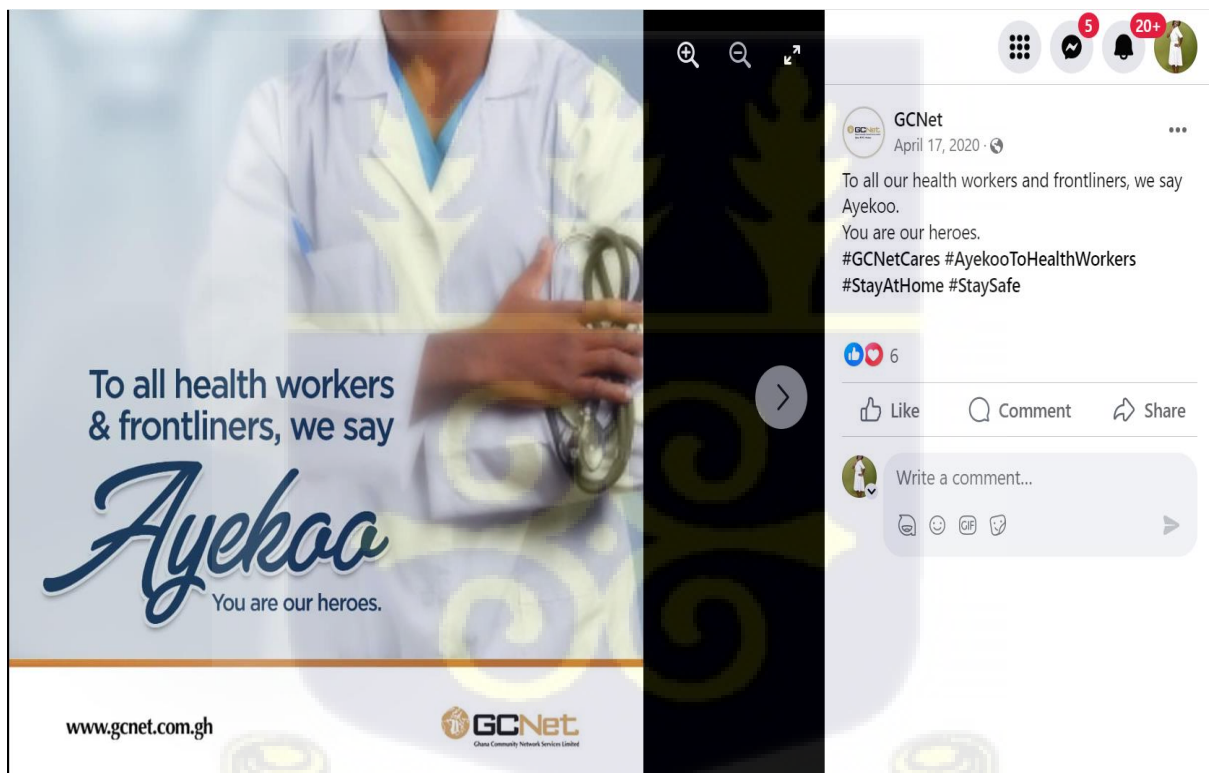 To all health workers
& frontliners, we say
Ayekoo
You are our heroes.
www.gcnet.com.gh
GCNet
Ghana Community Network Services Limited
5
20+
GCNet
April 17, 2020 ·
To all our health workers and frontliners, we say
Ayekoo.
You are our heroes.
#GCNetCares #AyekooToHealthWorkers
#StayAtHome #StaySafe
6
Like Comment Share
Write a comment...
GIF